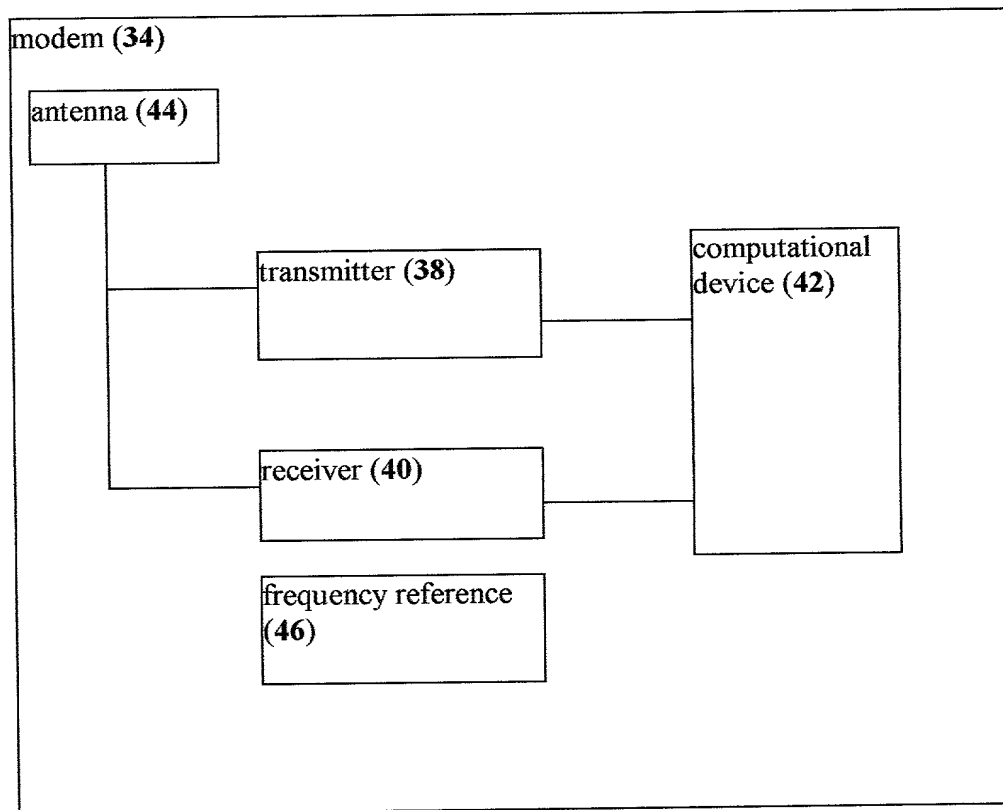 modem (34)
antenna (44)
transmitter (38)
computational
device (42)
receiver (40)
frequency reference
(46)